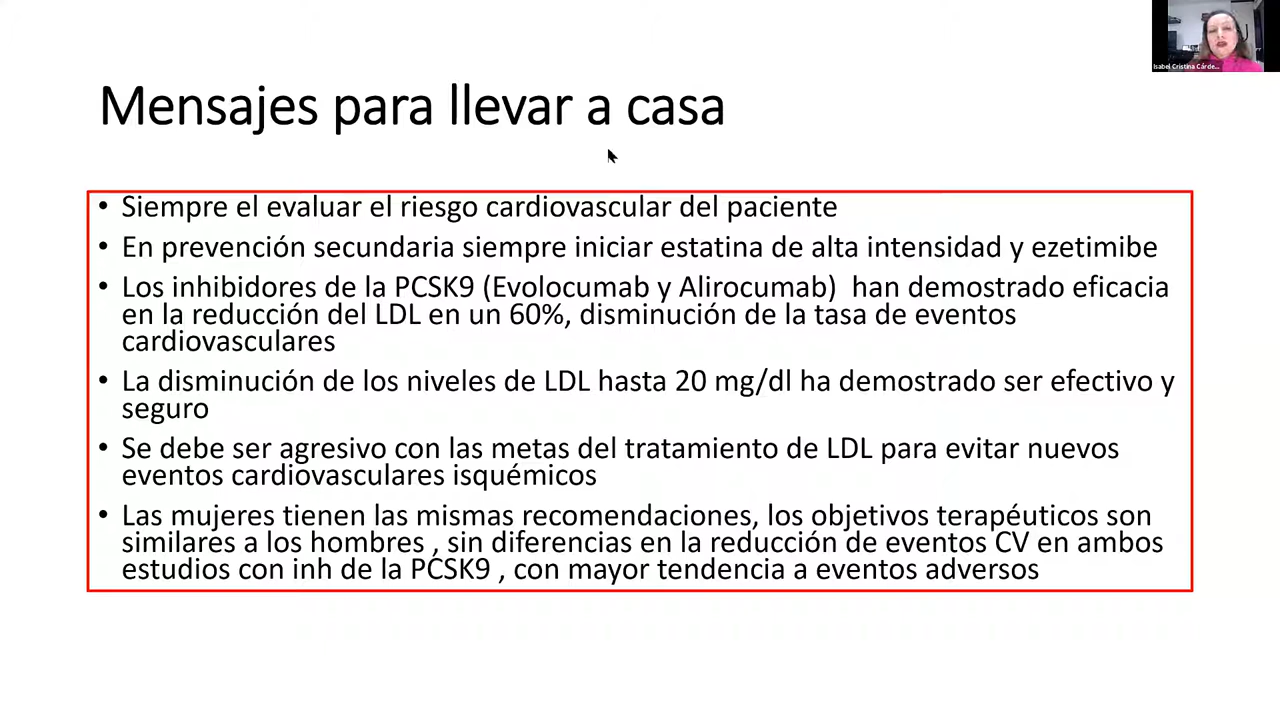 Isabel Cristina Cárde...
Mensajes para llevar a casa
• Siempre el evaluar el riesgo cardiovascular del paciente
• En prevención secundaria siempre iniciar estatina de alta intensidad y ezetimibe
• Los inhibidores de la PCSK9 (Evolocumab y Alirocumab)  han demostrado eficacia
en la reducción del LDL en un 60%, disminución de la tasa de eventos
cardiovasculares
• La disminución de los niveles de LDL hasta 20 mg/dl ha demostrado ser efectivo y
seguro
• Se debe ser agresivo con las metas del tratamiento de LDL para evitar nuevos
eventos cardiovasculares isquémicos
• Las mujeres tienen las mismas recomendaciones, los objetivos terapéuticos son
similares a los hombres , sin diferencias en la reducción de eventos CV en ambos
estudios con inh de la PCSK9 , con mayor tendencia a eventos adversos